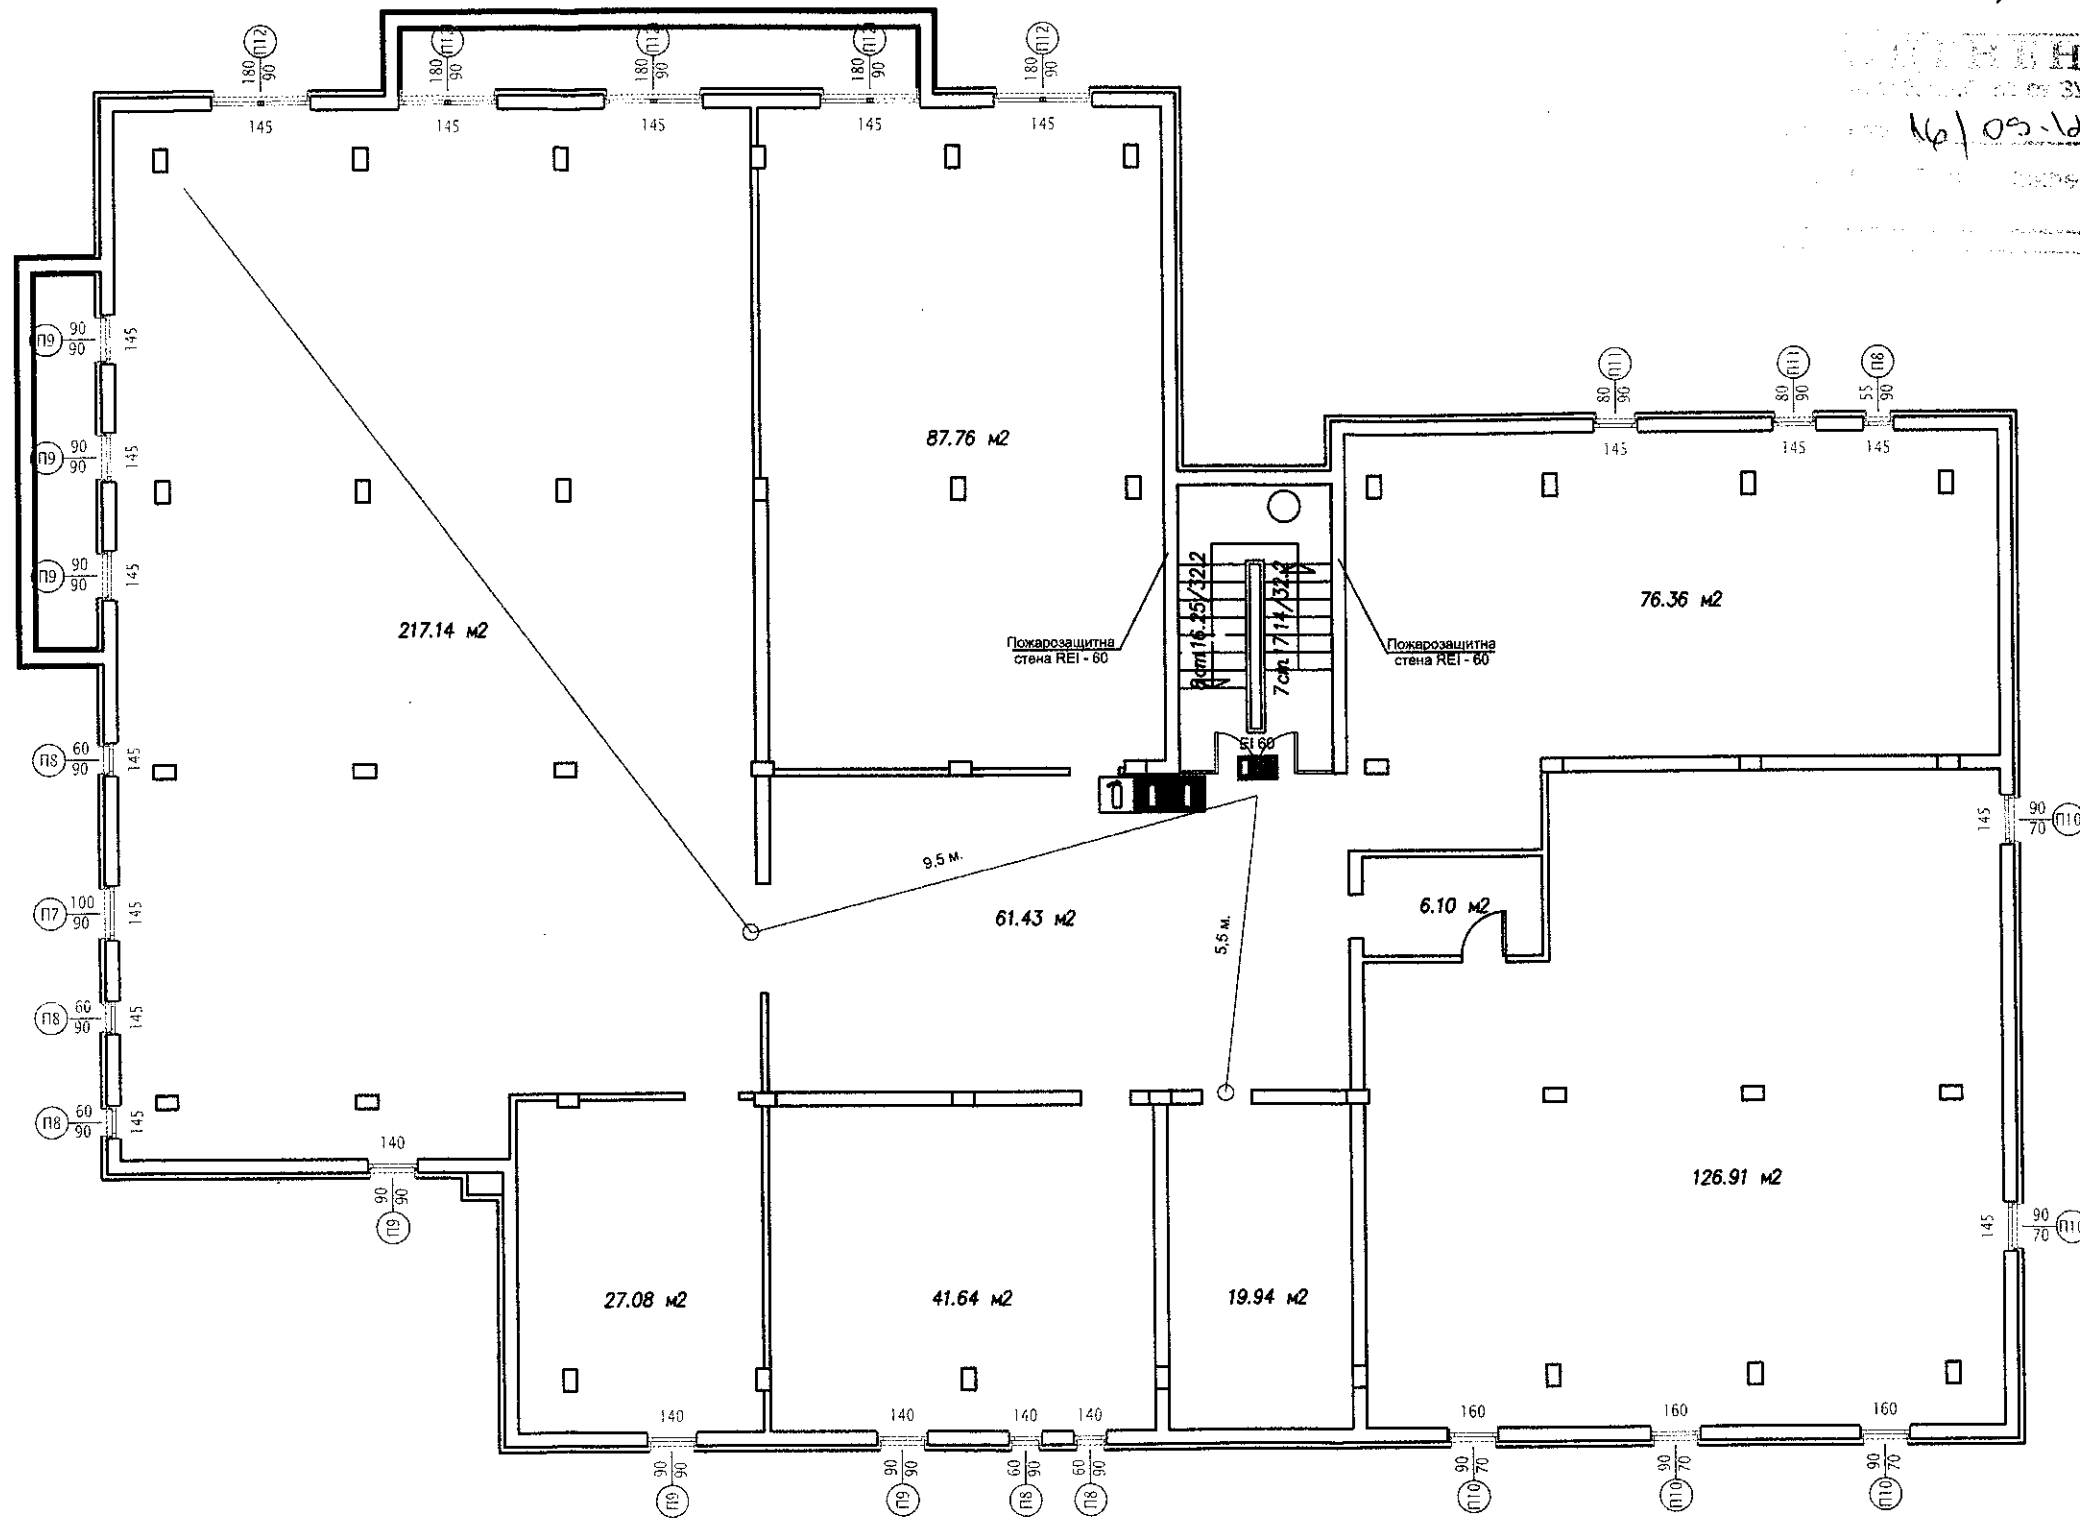 П12 180 90
П12 180 90
П12 180 90
П12 180 90
П12 180 90
145
145
145
145
145
16/ 05.
П9 90 90 145
П9 90 90 145
П9 90 90 145
П8 60 90 145
П7 100 90 145
П8 60 90 145
П8 60 90 145
П11 80 90
П11 80 90
П8 55 90
145
145
145
87.76 м2
217.14 м2
76.36 м2
Пожарозащитна
стена REI - 60
16.25/32.2
7ст.17.14/32.2
Пожарозащитна
стена REI - 60
EI 60
145 90 70 П10
9,5 м.
61.43 м2
6.10 м2
5,5 м.
140
90 90 П9
126.91 м2
145 90 70 П10
27.08 м2
41.64 м2
19.94 м2
140
140
140
140
160
160
160
90 90 П9
90 90 П9
60 90 П8
60 90 П8
90 70 П10
90 70 П10
90 70 П10